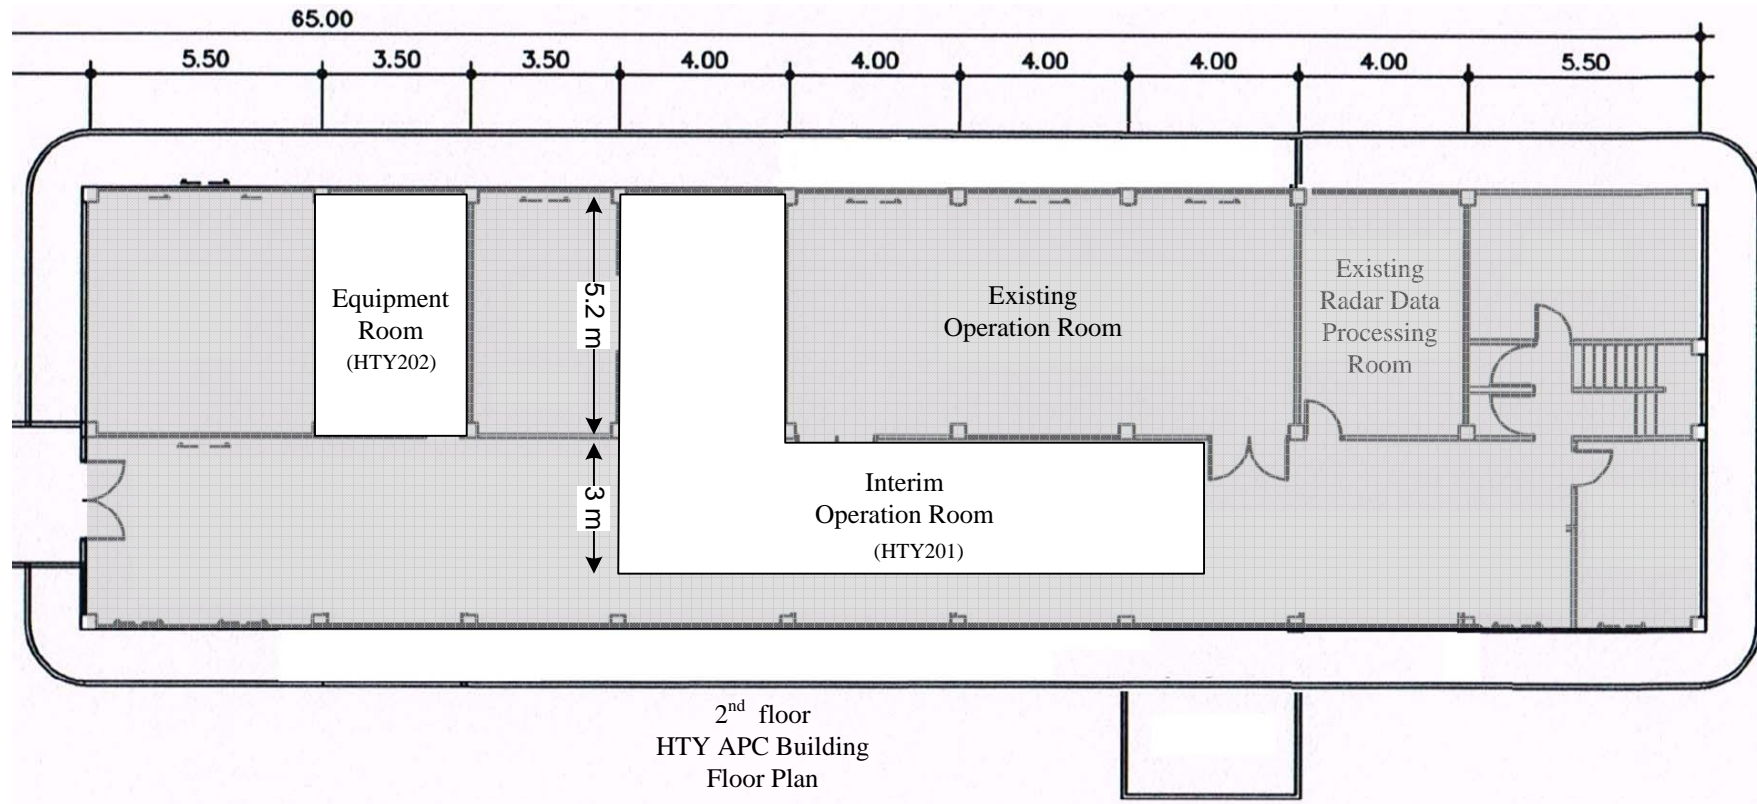 65.00
5.50 3.50 3.50 4.00 4.00 4.00 4.00 4.00 5.50
Equipment
Room
(HTY202)
5.2 m
Existing
Operation Room
Existing
Radar Data
Processing
Room
3 m
Interim
Operation Room
(HTY201)
2nd floor
HTY APC Building
Floor Plan